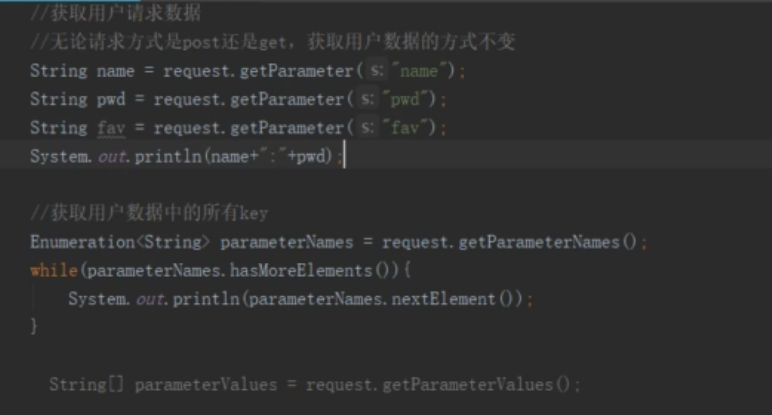 //获取用户请求数据
//无论请求方式是post还是get，获取用户数据的方式不变
String name = request.getParameter( s: "name");
String pwd = request.getParameter( s: "pwd");
String fav = request.getParameter( s: "fav");
System.out.println(name+":"+pwd);
//获取用户数据中的所有key
Enumeration<String> parameterNames = request.getParameterNames();
while(parameterNames.hasMoreElements()){
System.out.println(parameterNames.nextElement());
}
String[] parameterValues = request.getParameterValues();